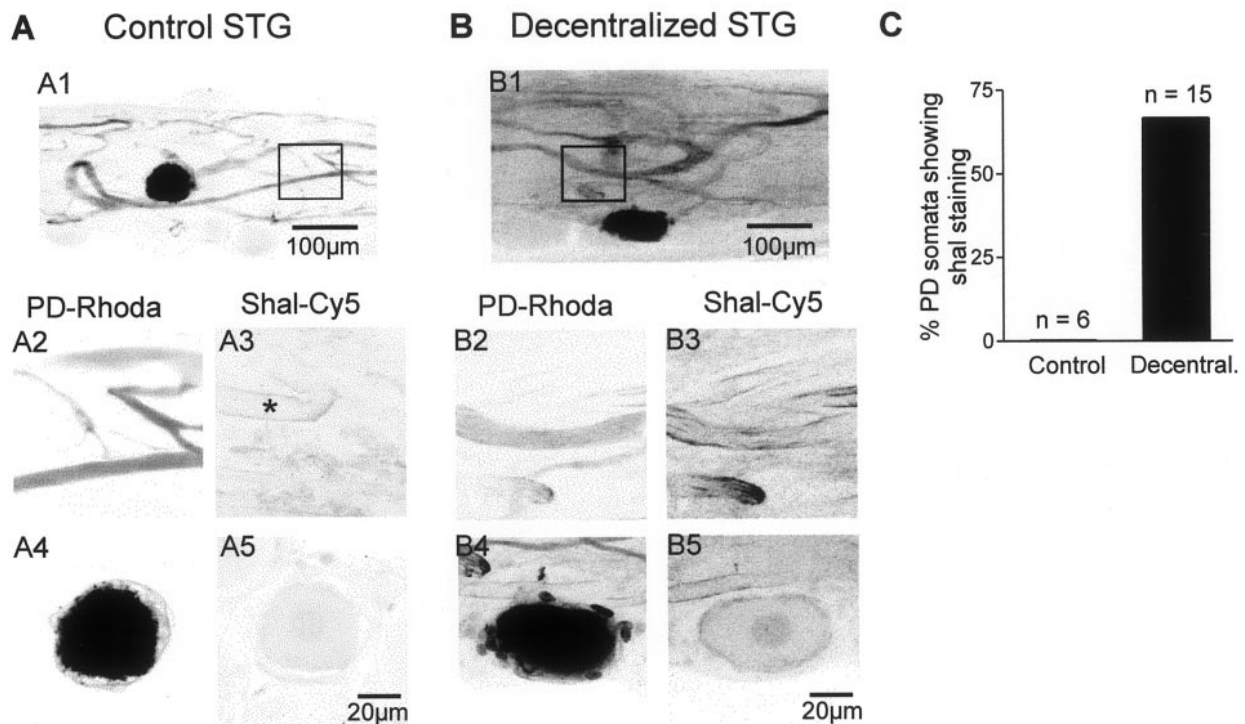 A Control STG
A1
100µm
PD-Rhoda Shal-Cy5
A2 A3
*
A4 A5
20µm
B Decentralized STG
B1
100µm
PD-Rhoda Shal-Cy5
B2 B3
B4 B5
20µm
C
% PD somata showing
shal staining
75
50
25
0
n = 6
n = 15
Control Decentral.